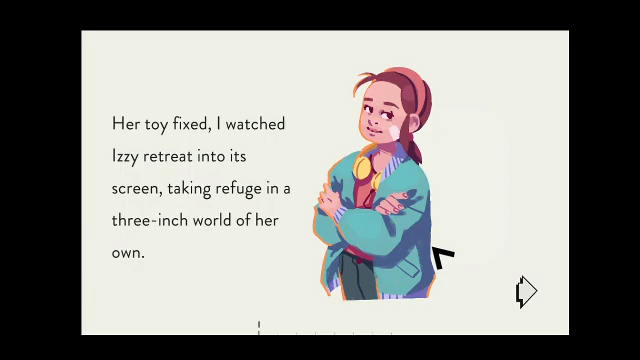 Her toy fixed, I watched
Izzy retreat into its
screen, taking refuge in a
three-inch world of her
own.